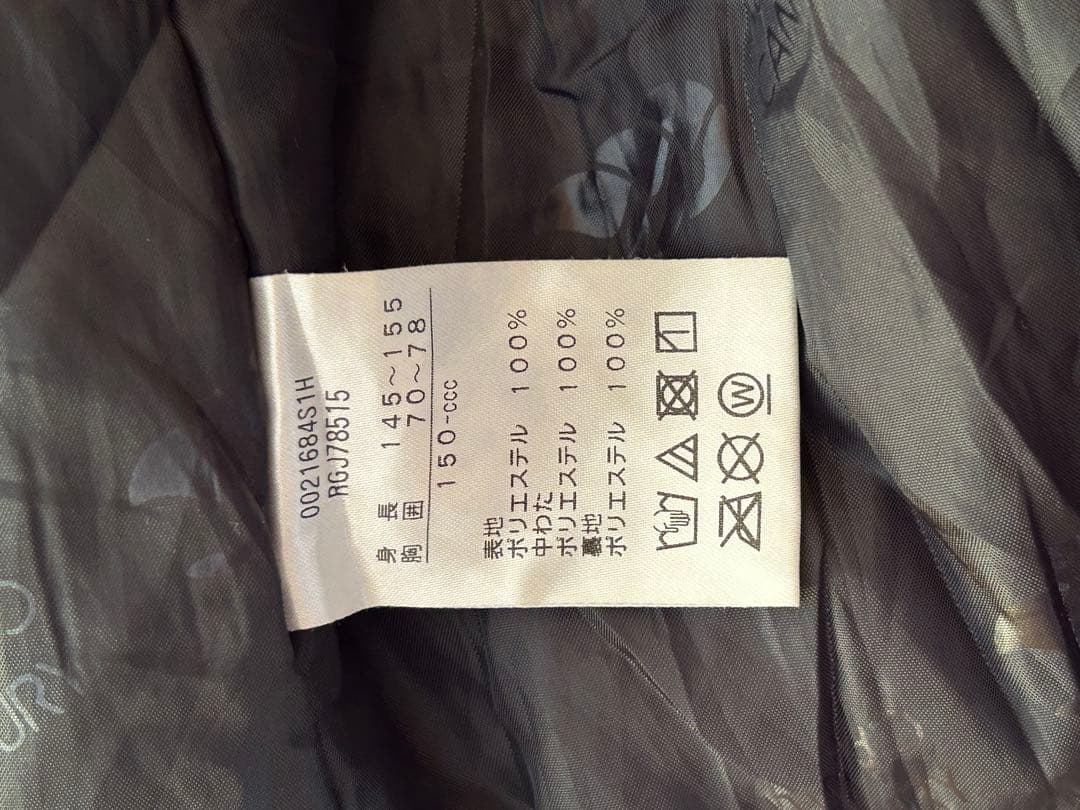 0021684S1H
RGJ78515
身長 145～155
胸囲 70～78
150-ccc
表地
ポリエステル 100%
中わた
ポリエステル 100%
裏地
ポリエステル 100%
W